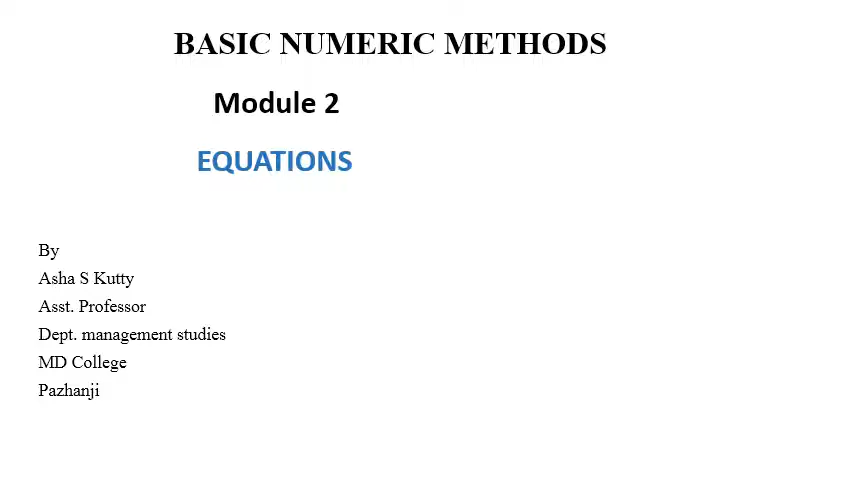 BASIC NUMERIC METHODS
Module 2
EQUATIONS
By
Asha S Kutty
Asst. Professor
Dept. management studies
MD College
Pazhanji